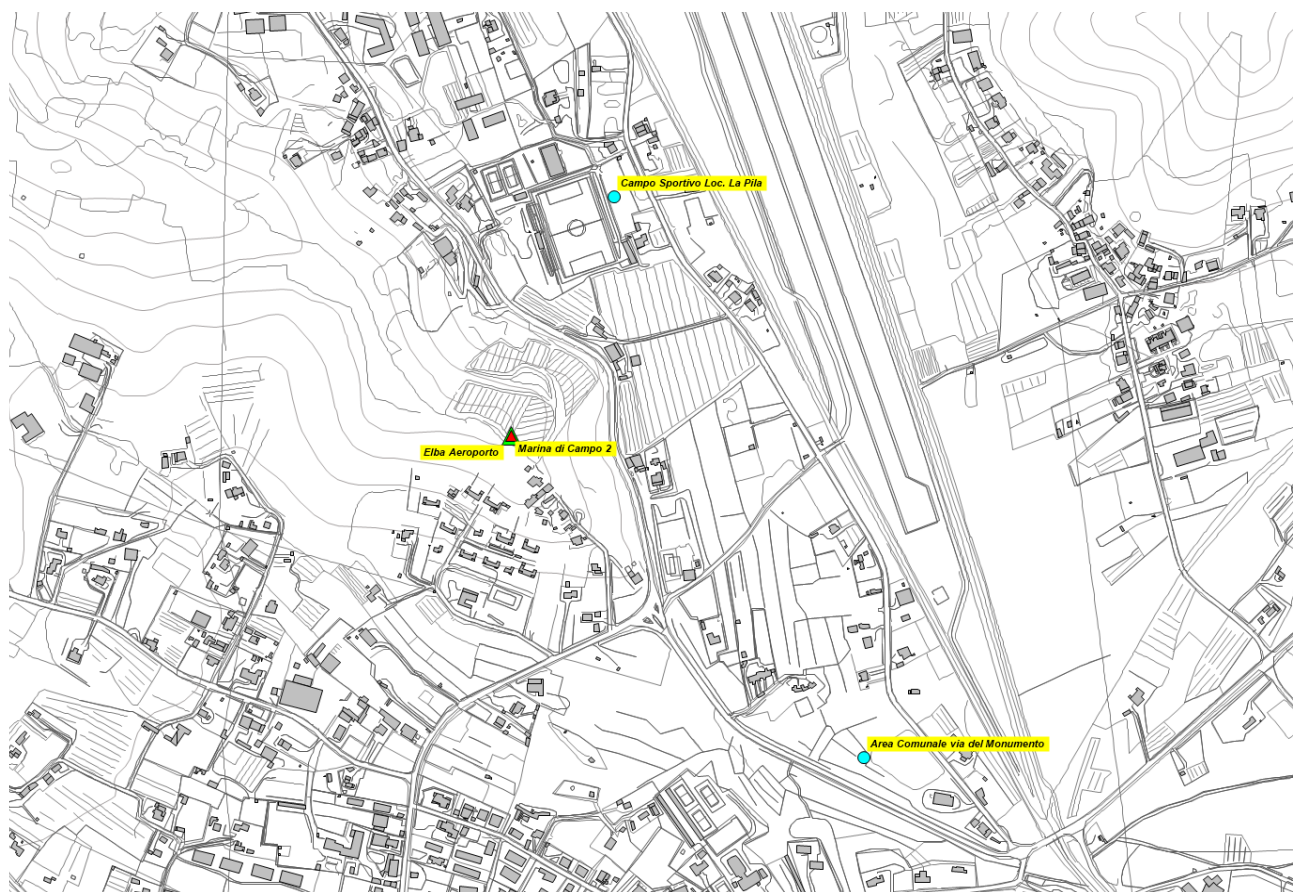 Campo Sportivo Loc. La Pila
Elba Aeroporto
Marina di Campo 2
Area Comunale via del Monumento